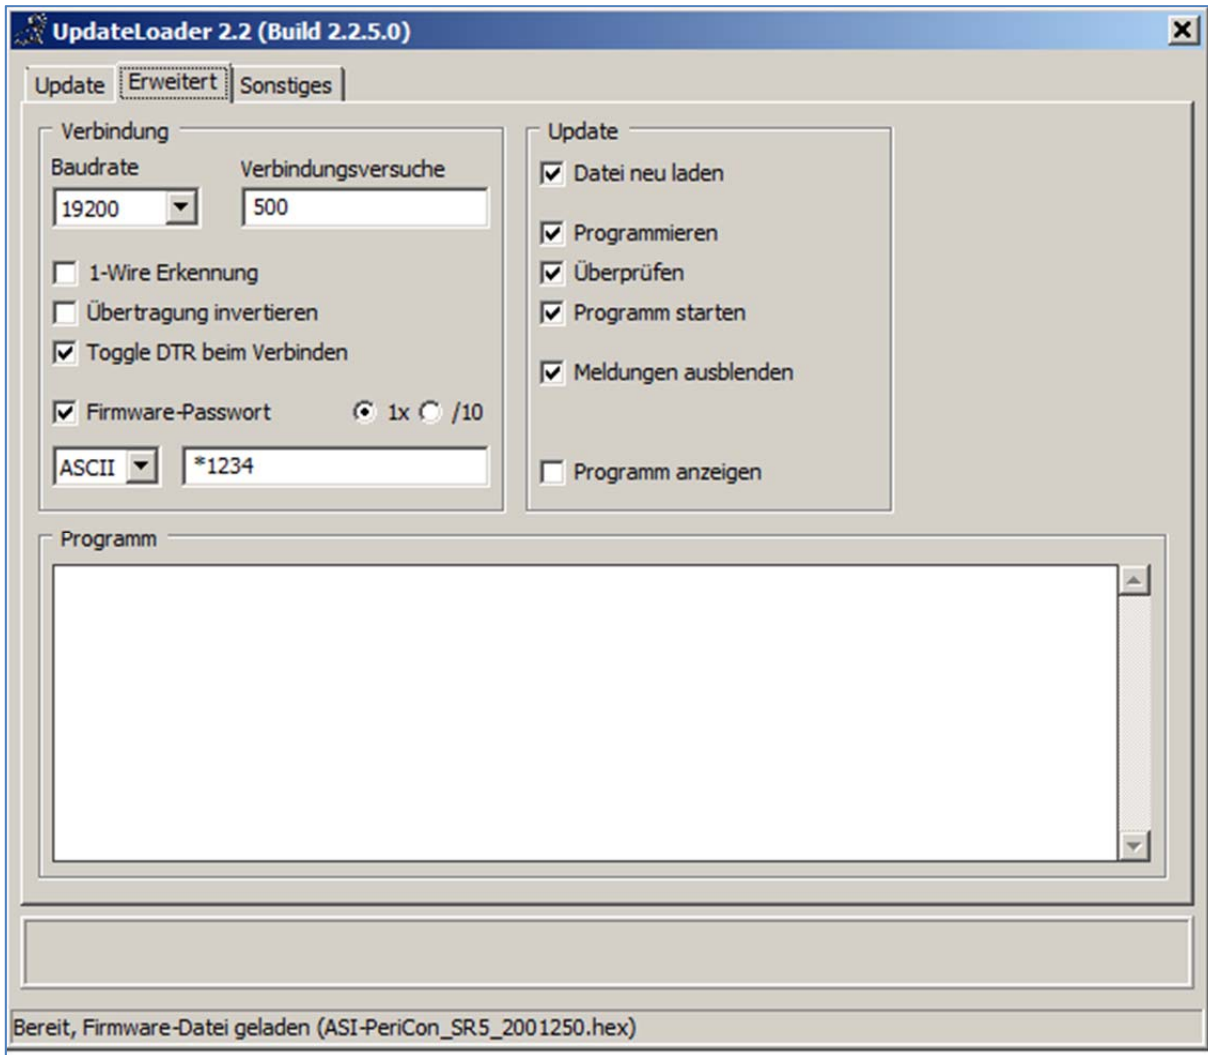 UpdateLoader 2.2 (Build 2.2.5.0)
Update Erweitert Sonstiges
Verbindung
Baudrate Verbindungsversuche
19200 500
1-Wire Erkennung
Übertragung invertieren
Toggle DTR beim Verbinden
Firmware-Passwort 1x /10
ASCII *1234
Update
Datei neu laden
Programmieren
Überprüfen
Programm starten
Meldungen ausblenden
Programm anzeigen
Programm
Bereit, Firmware-Datei geladen (ASI-PeriCon_SR5_2001250.hex)